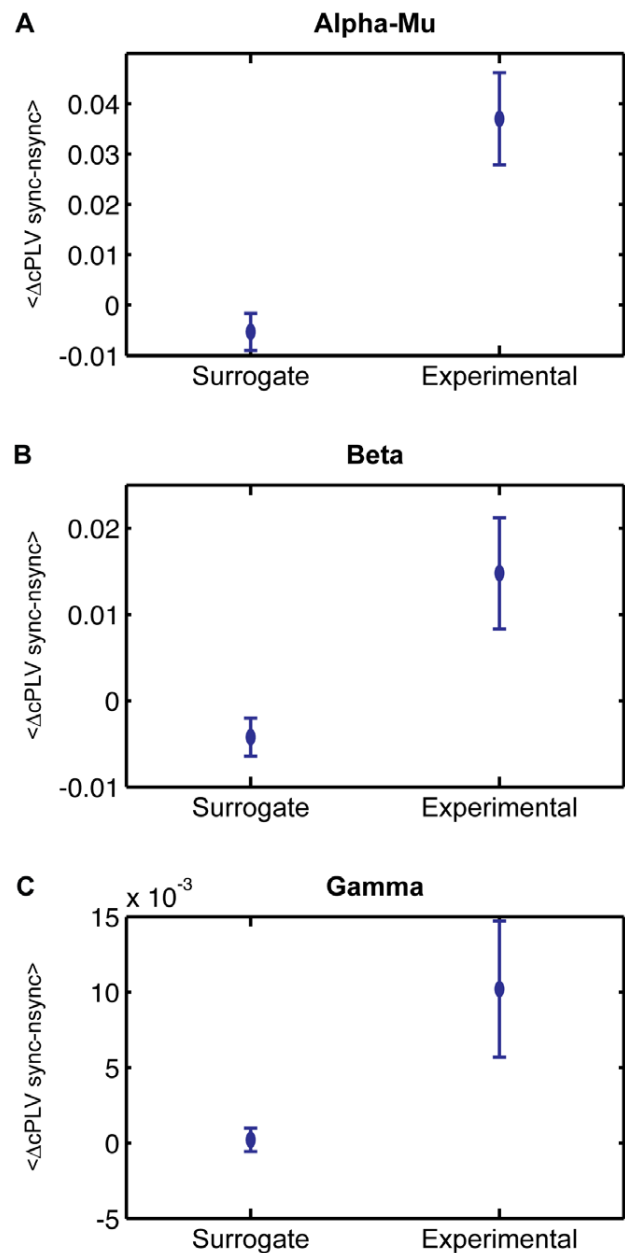 A Alpha-Mu
<ΔcPLV sync-nsync>
0.04
0.03
0.02
0.01
0
-0.01
Surrogate Experimental
B Beta
<ΔcPLV sync-nsync>
0.02
0.01
0
-0.01
Surrogate Experimental
C Gamma
x 10-3
<ΔcPLV sync-nsync>
15
10
5
0
-5
Surrogate Experimental